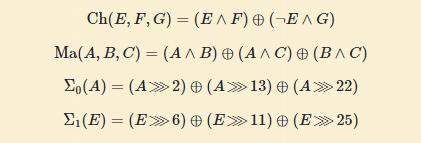 Ch(E, F, G) = (E ∧ F) ⊕ (¬E ∧ G)
Ma(A, B, C) = (A ∧ B) ⊕ (A ∧ C) ⊕ (B ∧ C)
Σ₀(A) = (A⋙2) ⊕ (A⋙13) ⊕ (A⋙22)
Σ₁(E) = (E⋙6) ⊕ (E⋙11) ⊕ (E⋙25)